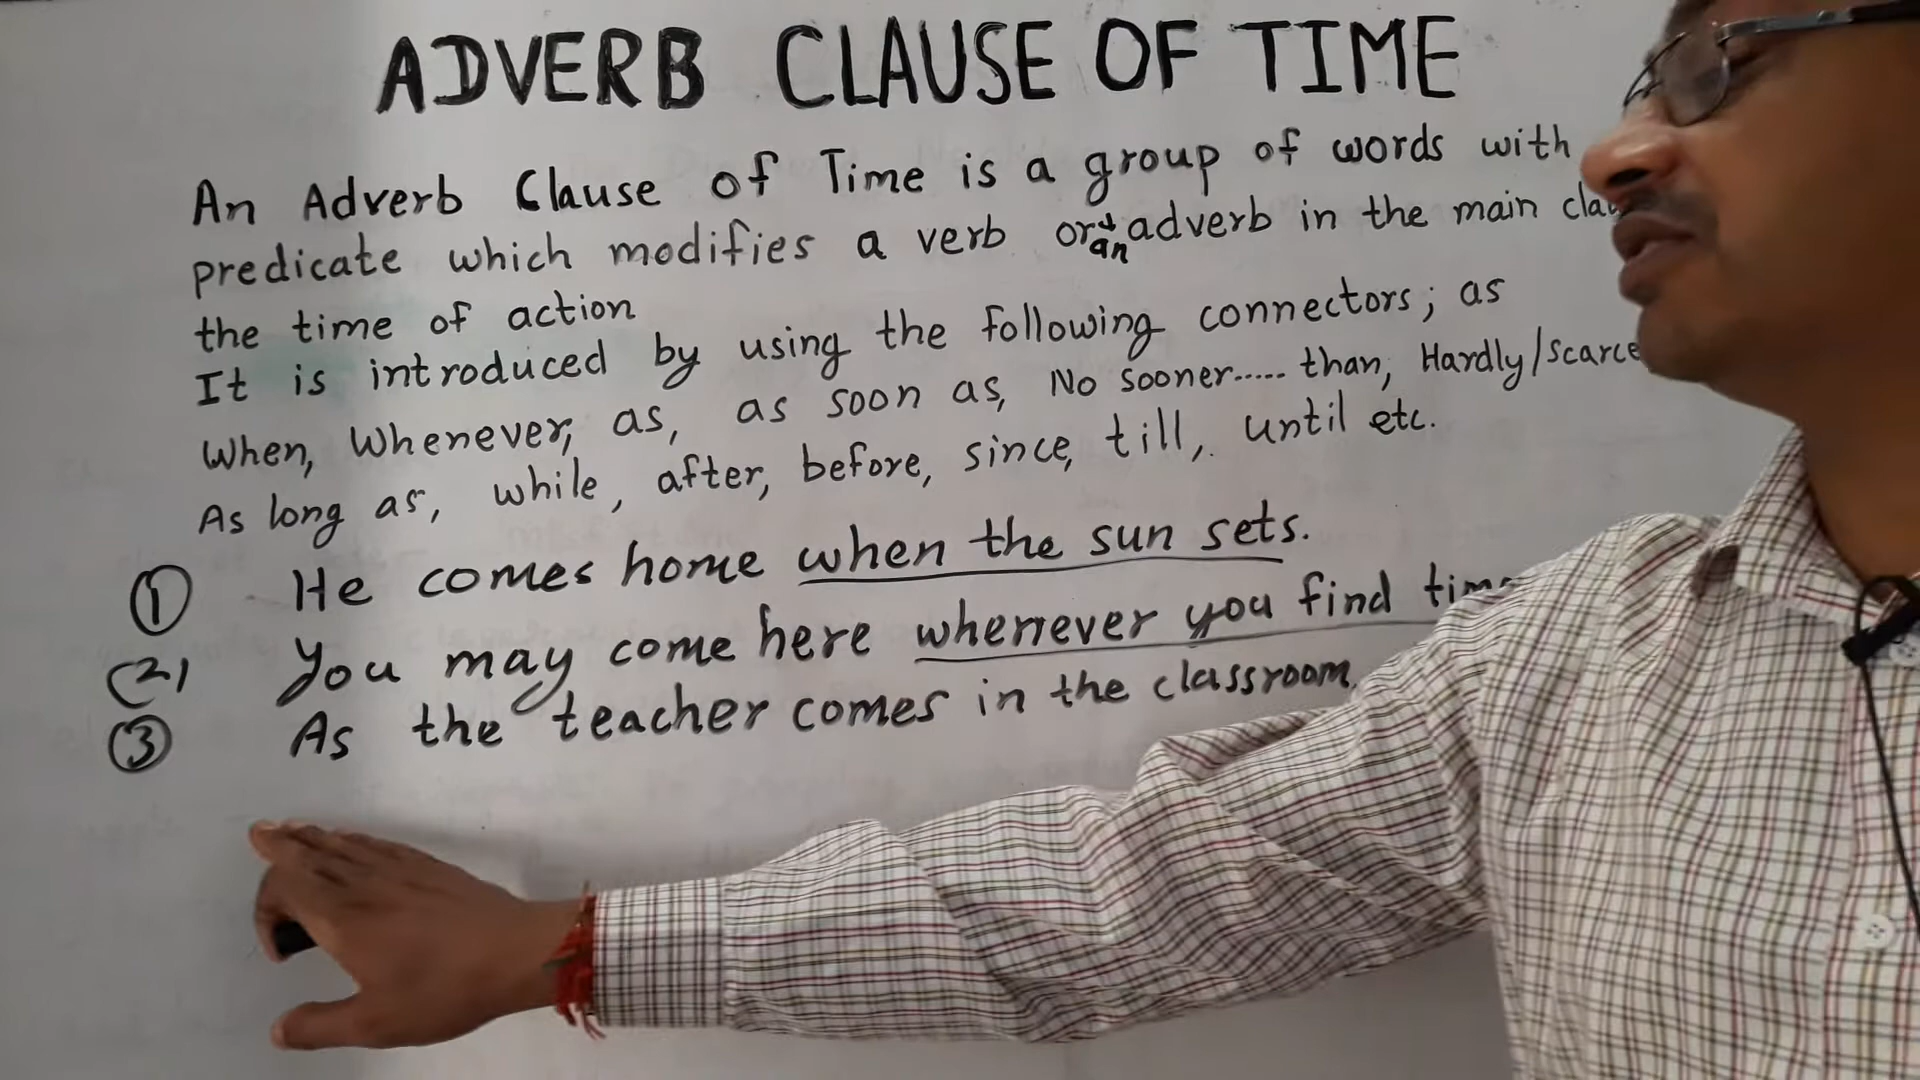 ADVERB CLAUSE OF TIME
An Adverb Clause of Time is a group of words with
predicate which modifies a verb or an adverb in the main
the time of action
It is introduced by using the following connectors; as
When, Whenever, as, as soon as, No sooner..... than, Hardly/
As long as, while, after, before, since, till, until etc.
① He comes home when the sun sets.
(2) You may come here whenever you find
③ As the teacher comes in the classroom.